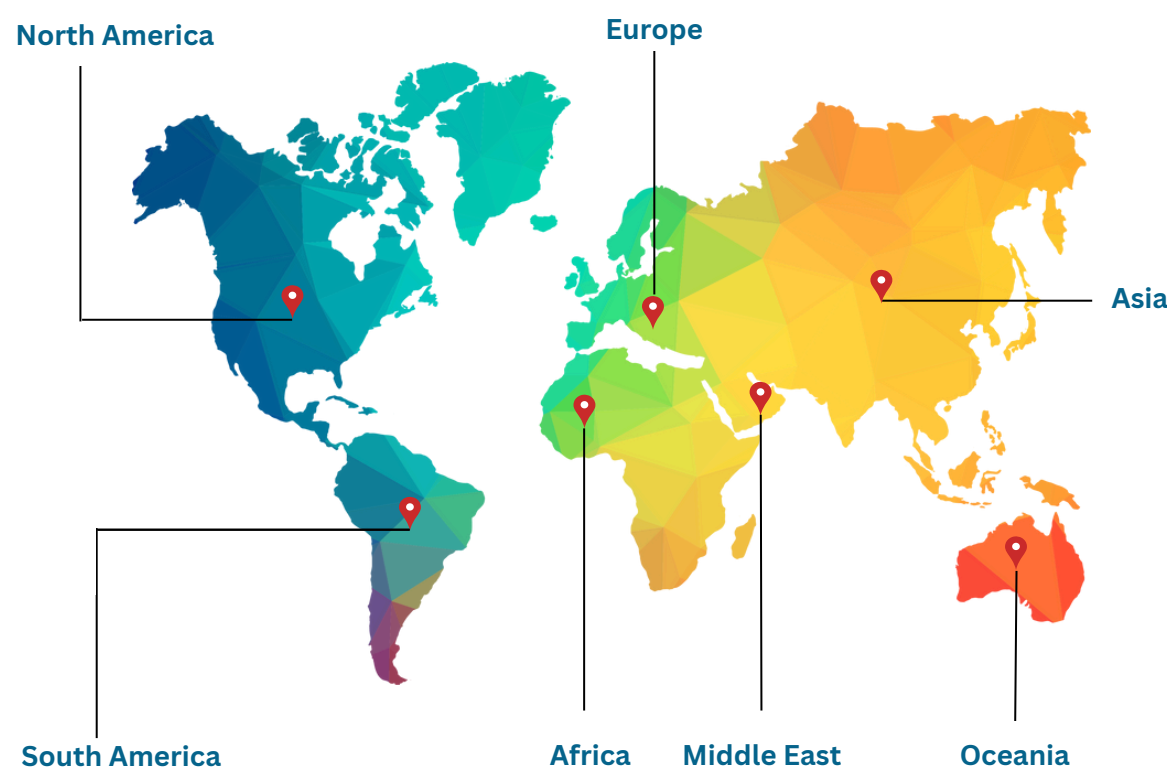 North America
Europe
Asia
South America
Africa
Middle East
Oceania